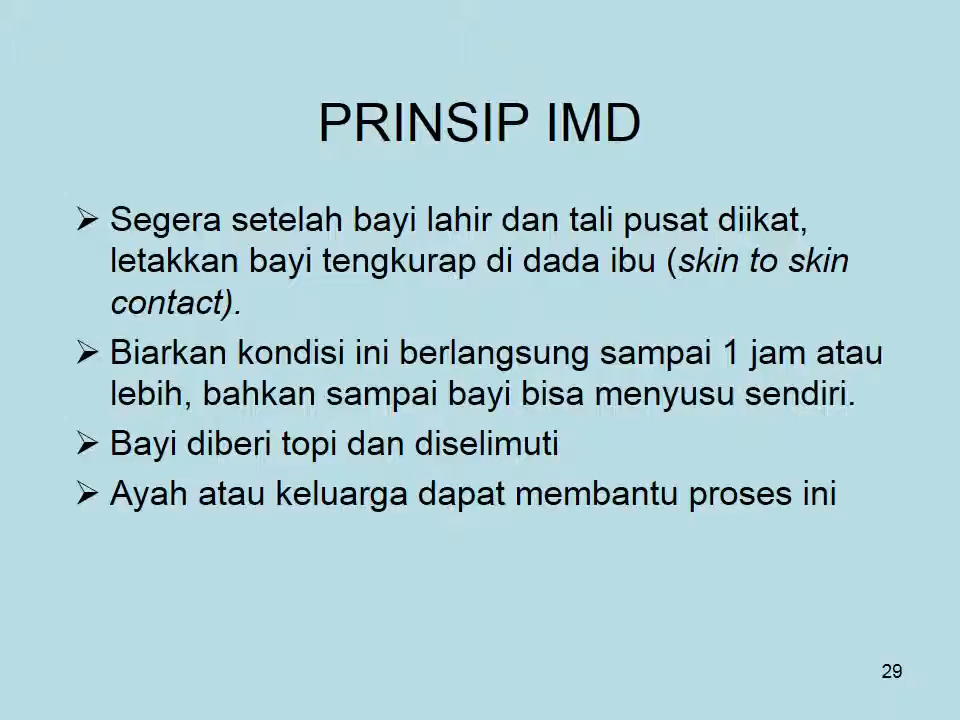 PRINSIP IMD
➢ Segera setelah bayi lahir dan tali pusat diikat,
letakkan bayi tengkurap di dada ibu (skin to skin
contact).
➢ Biarkan kondisi ini berlangsung sampai 1 jam atau
lebih, bahkan sampai bayi bisa menyusu sendiri.
➢ Bayi diberi topi dan diselimuti
➢ Ayah atau keluarga dapat membantu proses ini
29